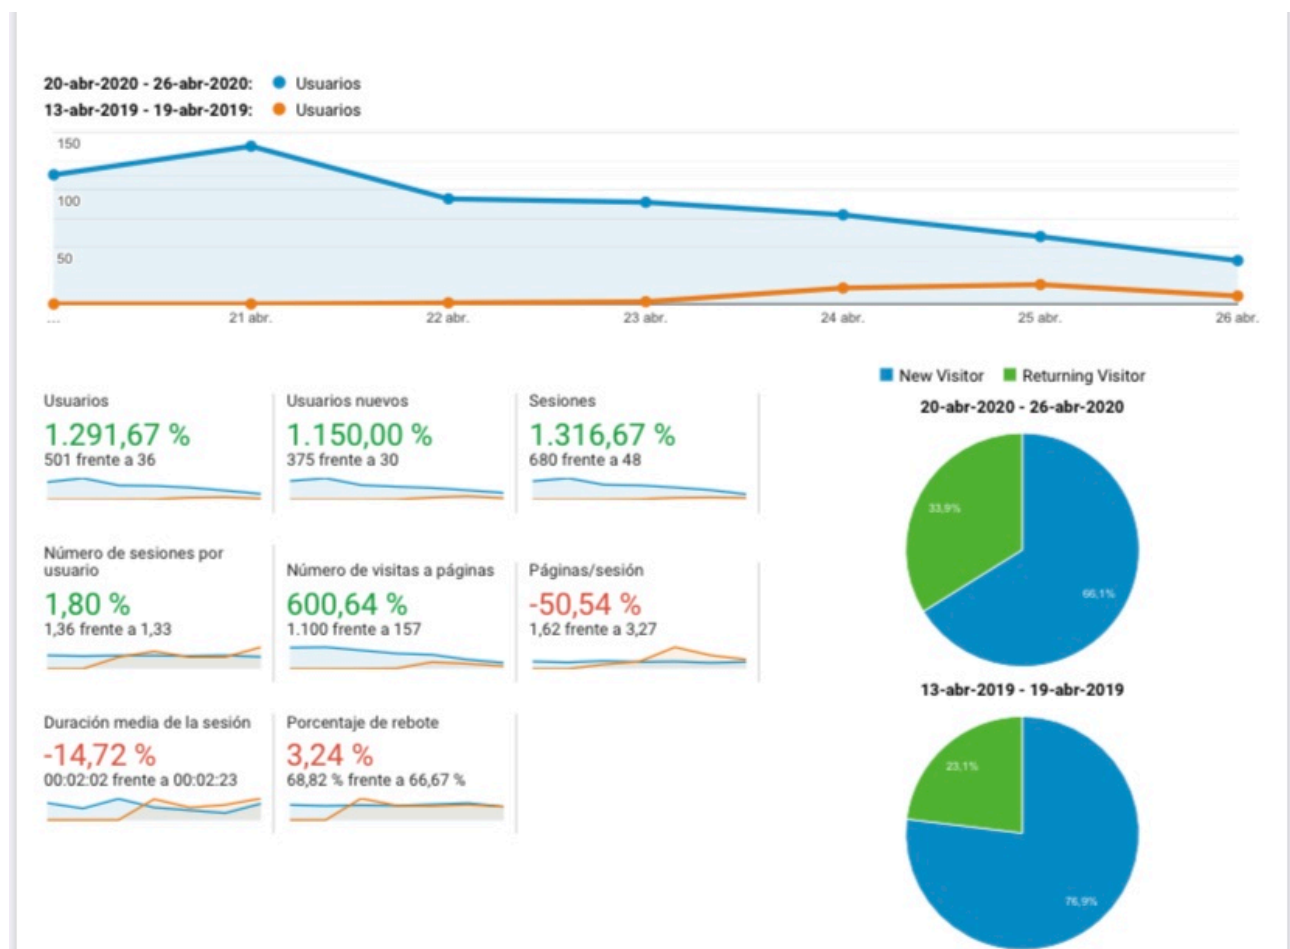 20-abr-2020 - 26-abr-2020: Usuarios
13-abr-2019 - 19-abr-2019: Usuarios
150
100
50
...
21 abr.
22 abr.
23 abr.
24 abr.
25 abr.
26 abr.
Usuarios
1.291,67 %
501 frente a 36
Usuarios nuevos
1.150,00 %
375 frente a 30
Sesiones
1.316,67 %
680 frente a 48
Número de sesiones por
usuario
1,80 %
1,36 frente a 1,33
Número de visitas a páginas
600,64 %
1.100 frente a 157
Páginas/sesión
-50,54 %
1,62 frente a 3,27
Duración media de la sesión
-14,72 %
00:02:02 frente a 00:02:23
Porcentaje de rebote
3,24 %
68,82 % frente a 66,67 %
New Visitor
Returning Visitor
20-abr-2020 - 26-abr-2020
33,9%
66,1%
13-abr-2019 - 19-abr-2019
23,1%
76,9%